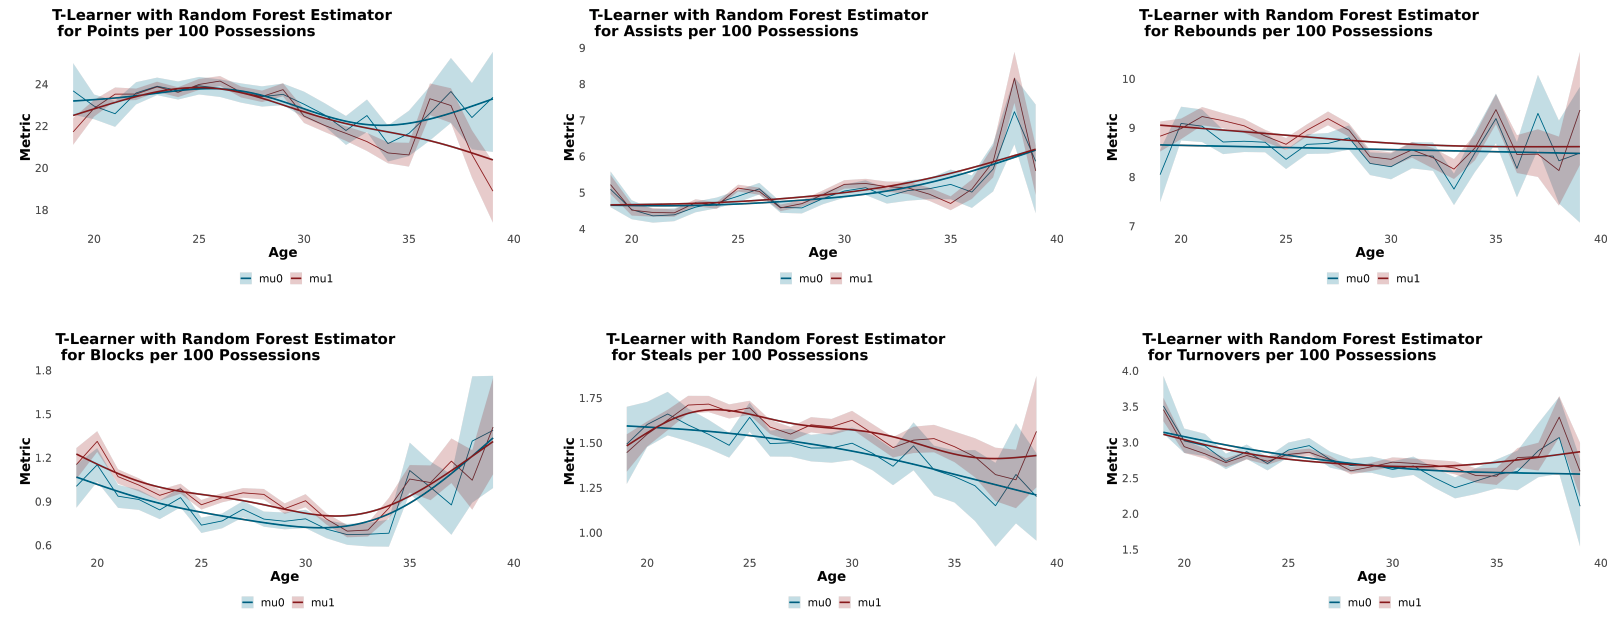 T-Learner with Random Forest Estimator
for Points per 100 Possessions
24
22
20
18
Metric
20 25 30 35 40
Age
mu0 mu1
T-Learner with Random Forest Estimator
for Assists per 100 Possessions
9
8
7
6
5
4
Metric
20 25 30 35 40
Age
mu0 mu1
T-Learner with Random Forest Estimator
for Rebounds per 100 Possessions
10
9
8
7
Metric
20 25 30 35 40
Age
mu0 mu1
T-Learner with Random Forest Estimator
for Blocks per 100 Possessions
1.8
1.5
1.2
0.9
0.6
Metric
20 25 30 35 40
Age
mu0 mu1
T-Learner with Random Forest Estimator
for Steals per 100 Possessions
1.75
1.50
1.25
1.00
Metric
20 25 30 35 40
Age
mu0 mu1
T-Learner with Random Forest Estimator
for Turnovers per 100 Possessions
4.0
3.5
3.0
2.5
2.0
1.5
Metric
20 25 30 35 40
Age
mu0 mu1